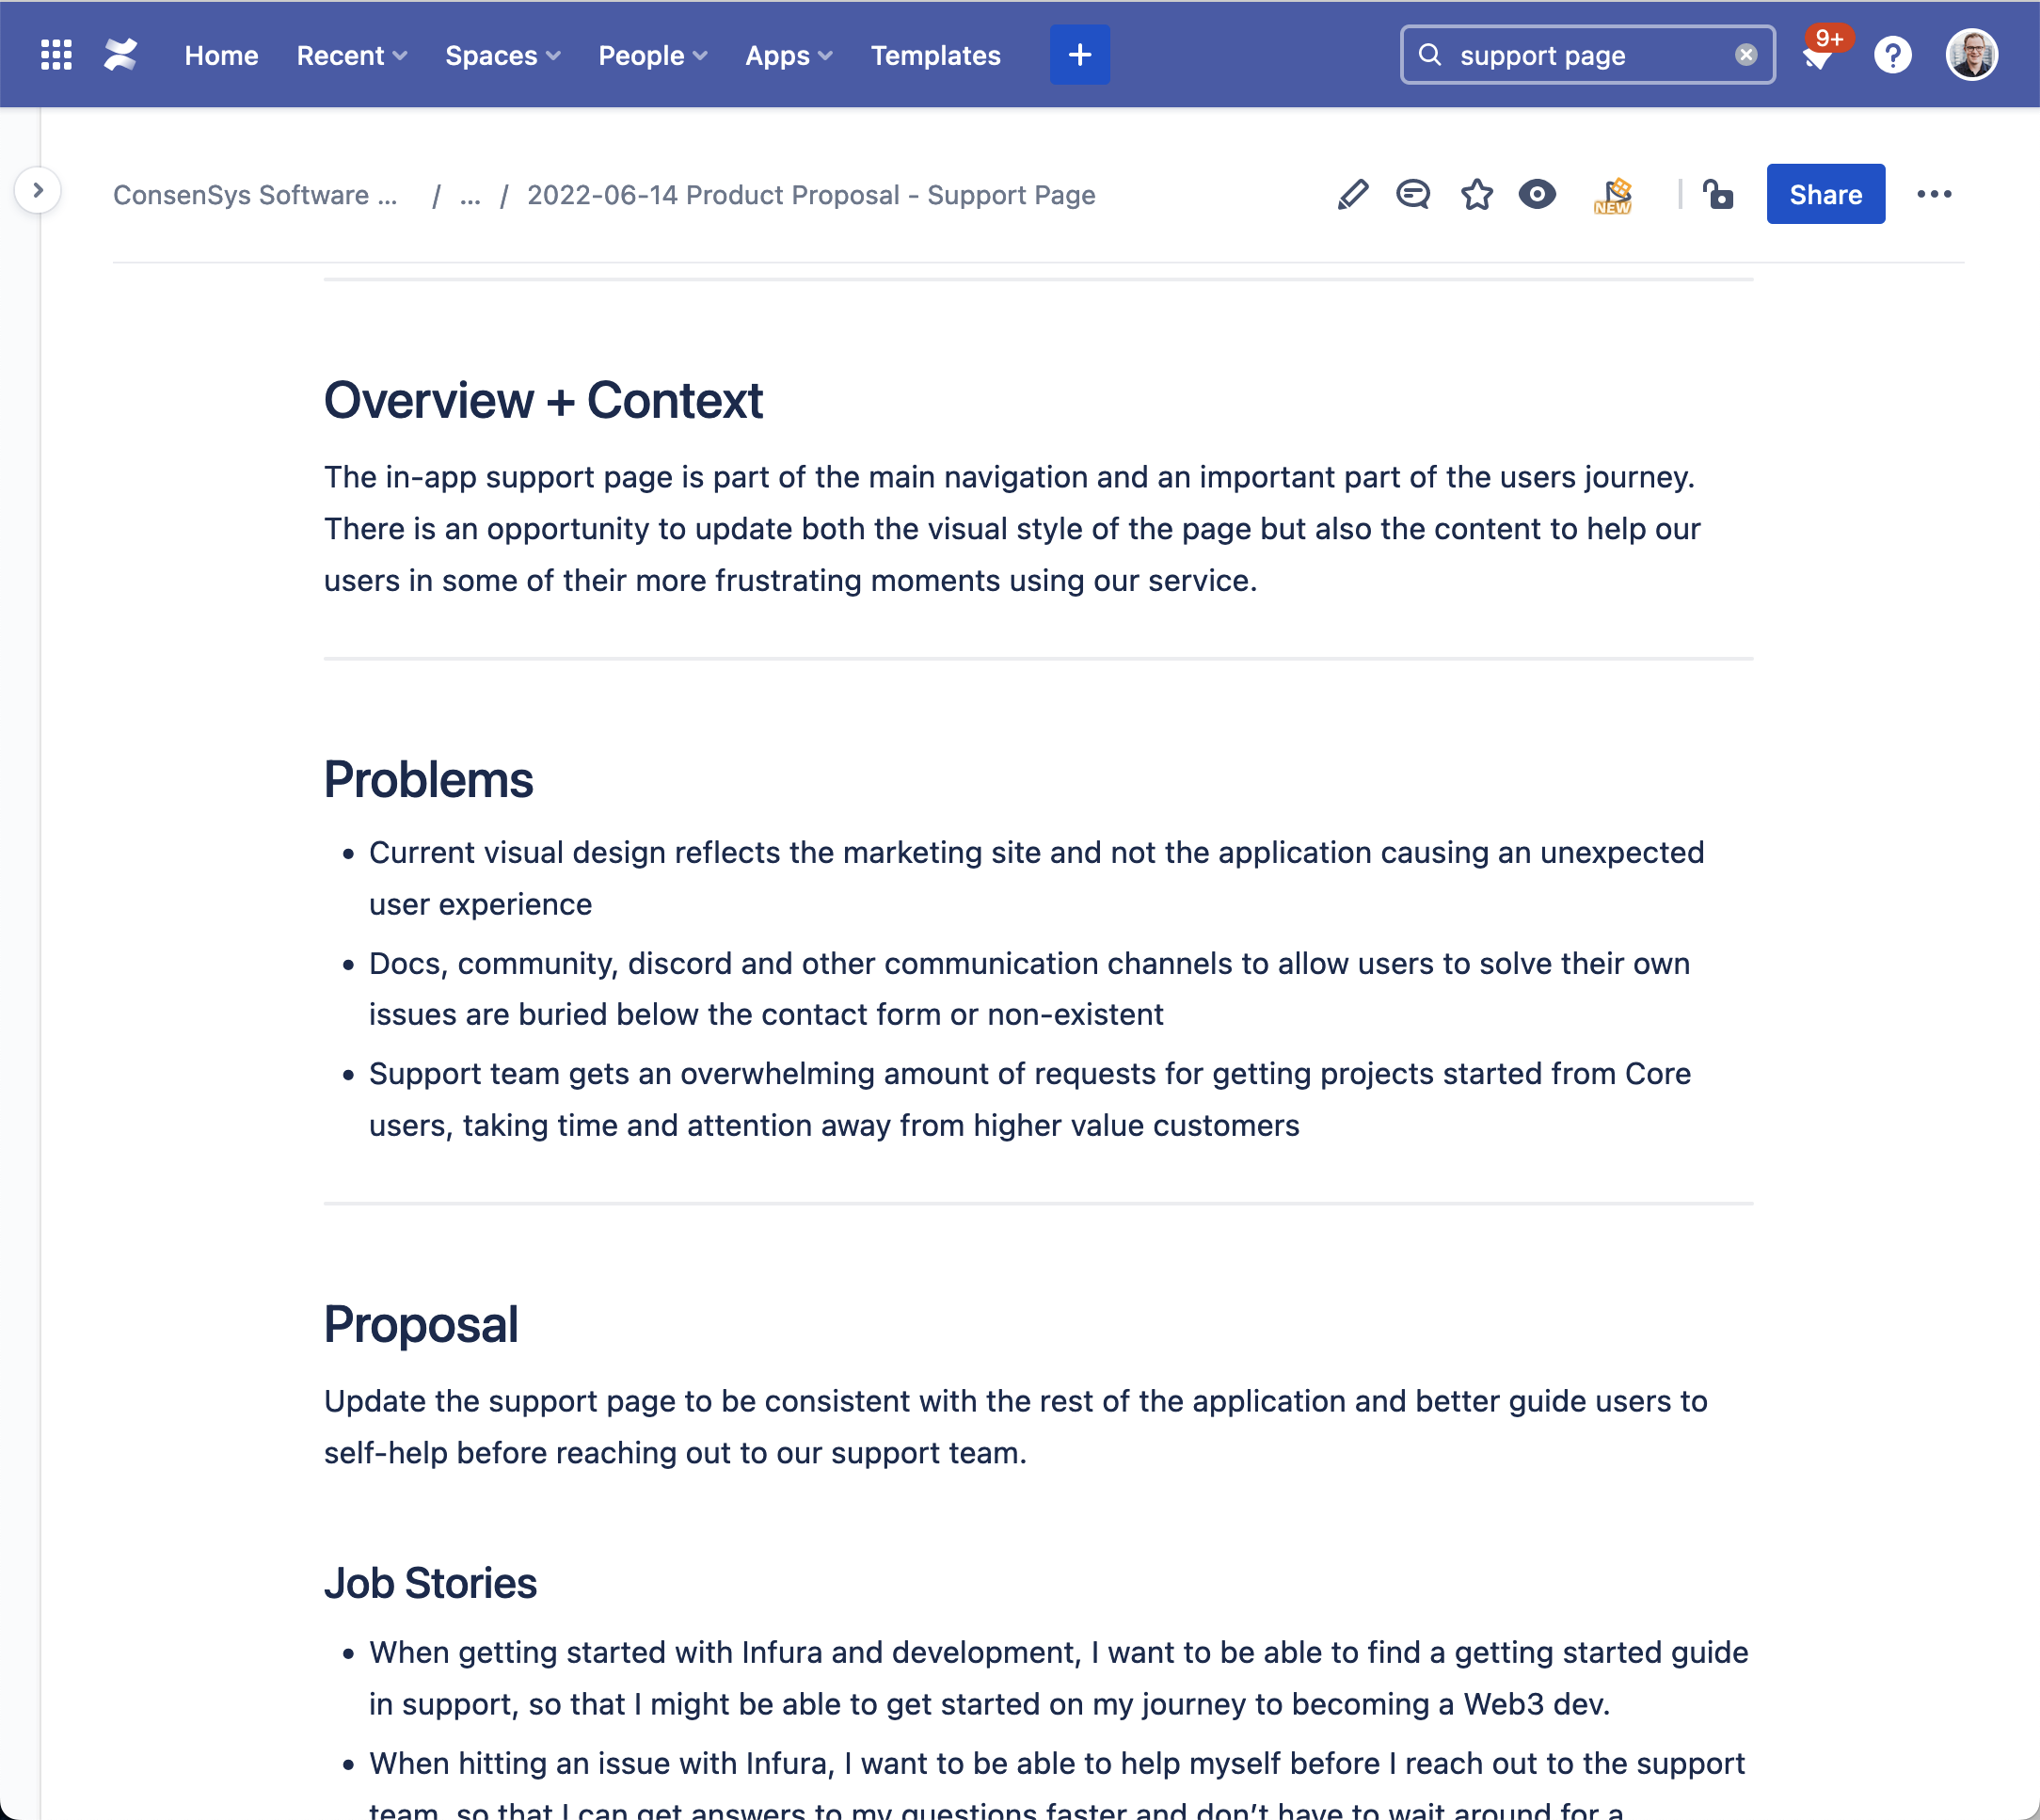 Home Recent Spaces People Apps Templates + support page 9+ ?
ConsenSys Software ... / ... / 2022-06-14 Product Proposal - Support Page NEW Share
Overview + Context
The in-app support page is part of the main navigation and an important part of the users journey.
There is an opportunity to update both the visual style of the page but also the content to help our
users in some of their more frustrating moments using our service.
Problems
• Current visual design reflects the marketing site and not the application causing an unexpected
user experience
• Docs, community, discord and other communication channels to allow users to solve their own
issues are buried below the contact form or non-existent
• Support team gets an overwhelming amount of requests for getting projects started from Core
users, taking time and attention away from higher value customers
Proposal
Update the support page to be consistent with the rest of the application and better guide users to
self-help before reaching out to our support team.
Job Stories
• When getting started with Infura and development, I want to be able to find a getting started guide
in support, so that I might be able to get started on my journey to becoming a Web3 dev.
• When hitting an issue with Infura, I want to be able to help myself before I reach out to the support
team, so that I can get answers to my questions faster and don't have to wait around for a